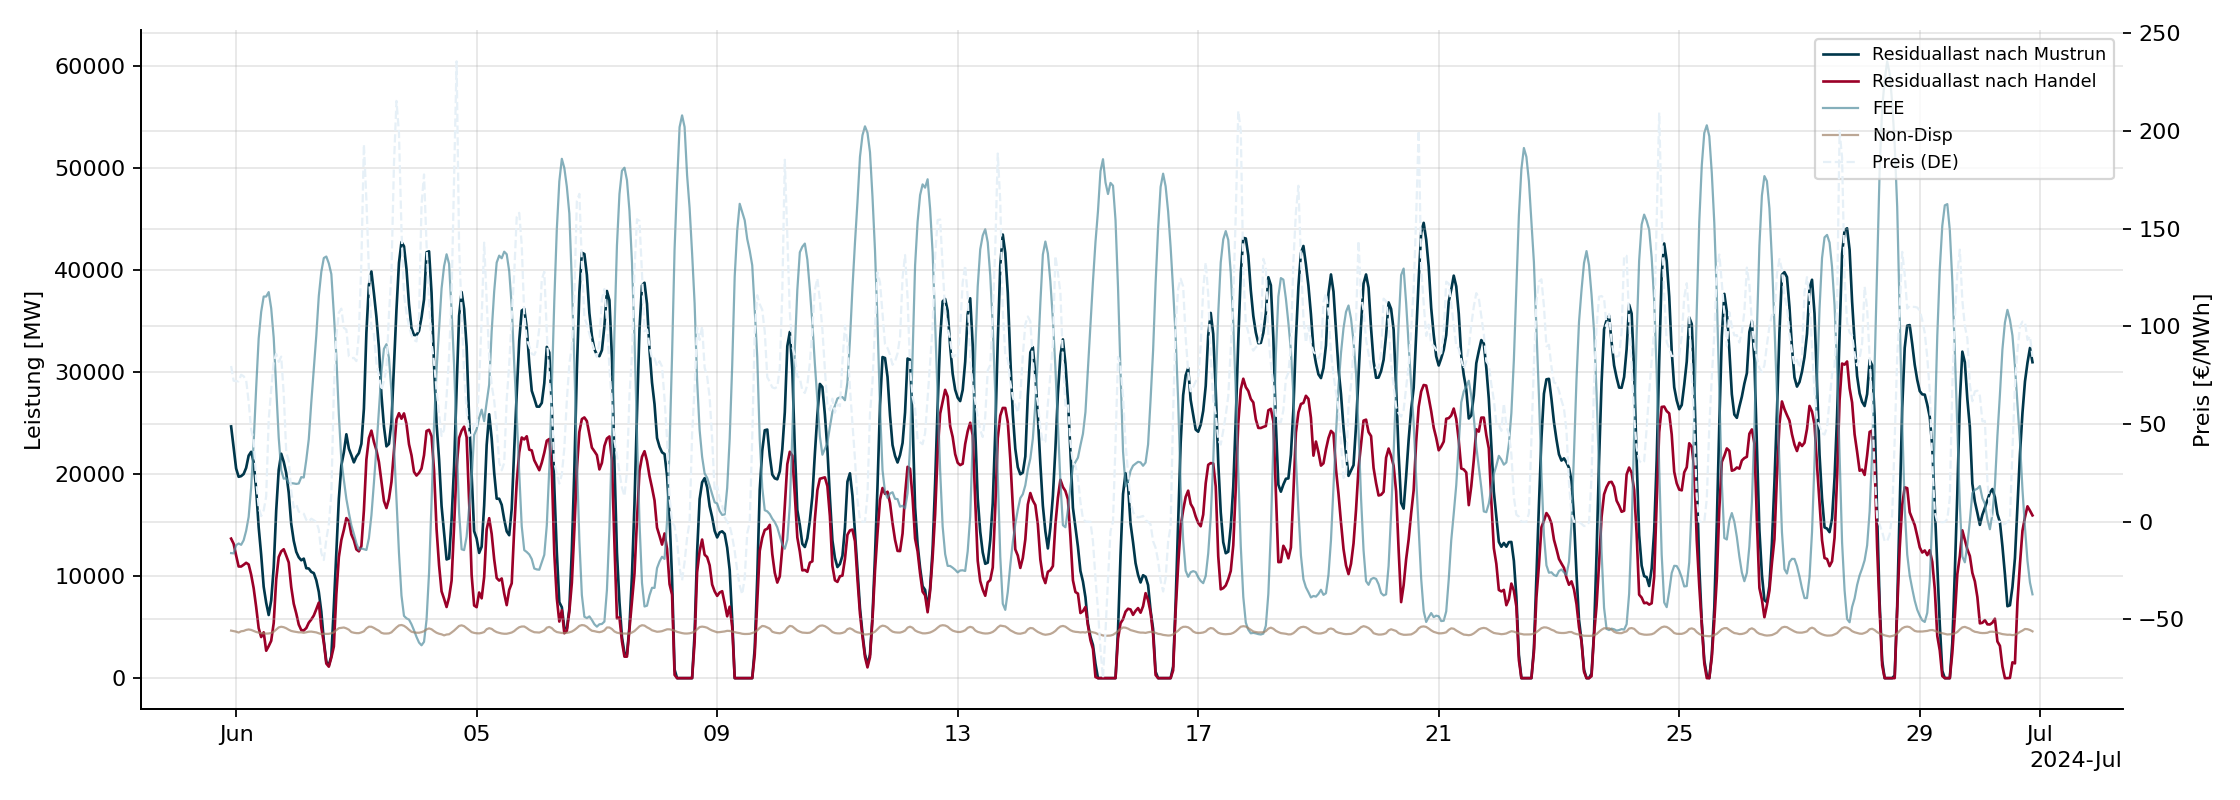 60000
50000
40000
30000
20000
10000
0
Leistung [MW]
250
200
150
100
50
0
−50
Preis [€/MWh]
Residuallast nach Mustrun
Residuallast nach Handel
FEE
Non-Disp
Preis (DE)
Jun 05 09 13 17 21 25 29 Jul
2024-Jul